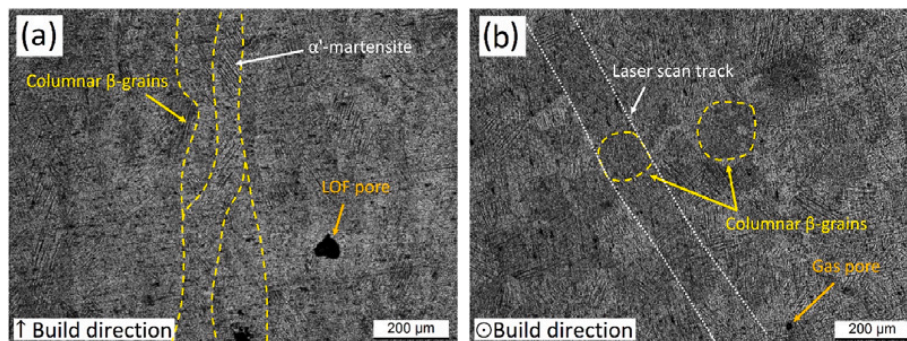 (a)
α'-martensite
Columnar β-grains
LOF pore
↑ Build direction
200 µm
(b)
Laser scan track
Columnar β-grains
Gas pore
⊙Build direction
200 µm